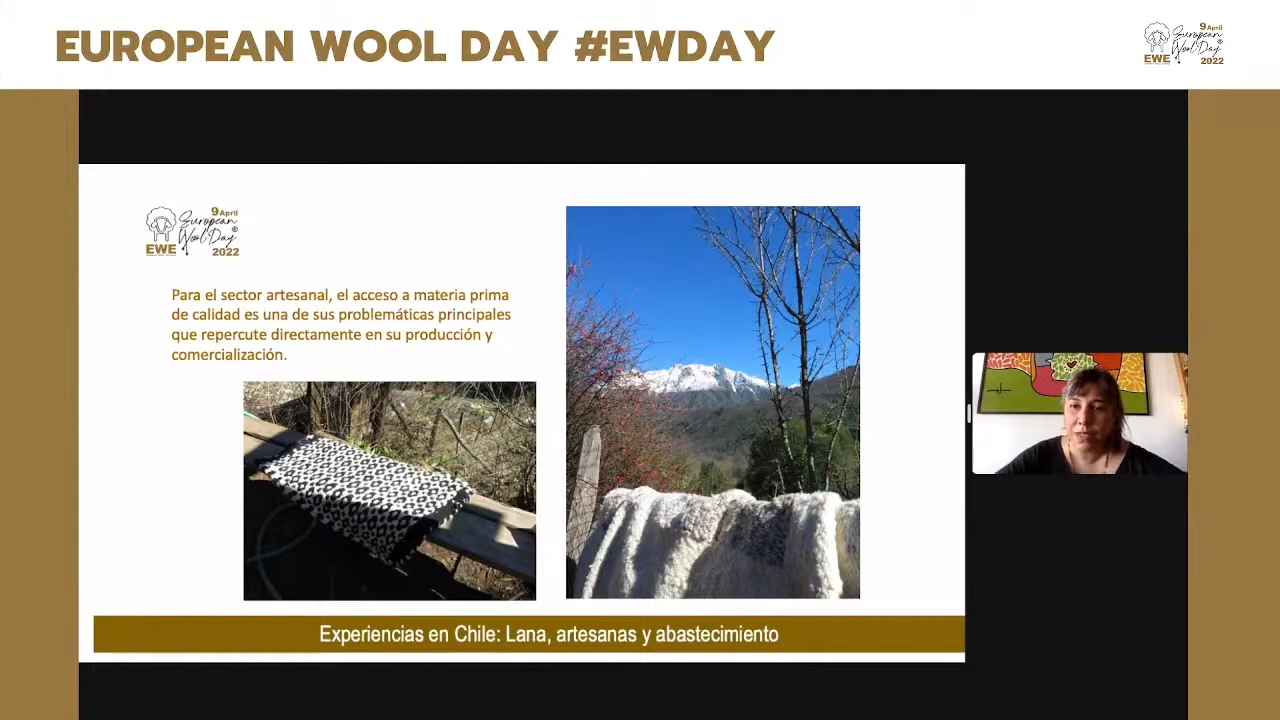 EUROPEAN WOOL DAY #EWDAY
9 April
European
Wool Day®
EWE
2022
9 April
European
Wool Day®
EWE
2022
Para el sector artesanal, el acceso a materia prima
de calidad es una de sus problemáticas principales
que repercute directamente en su producción y
comercialización.
Experiencias en Chile: Lana, artesanas y abastecimiento